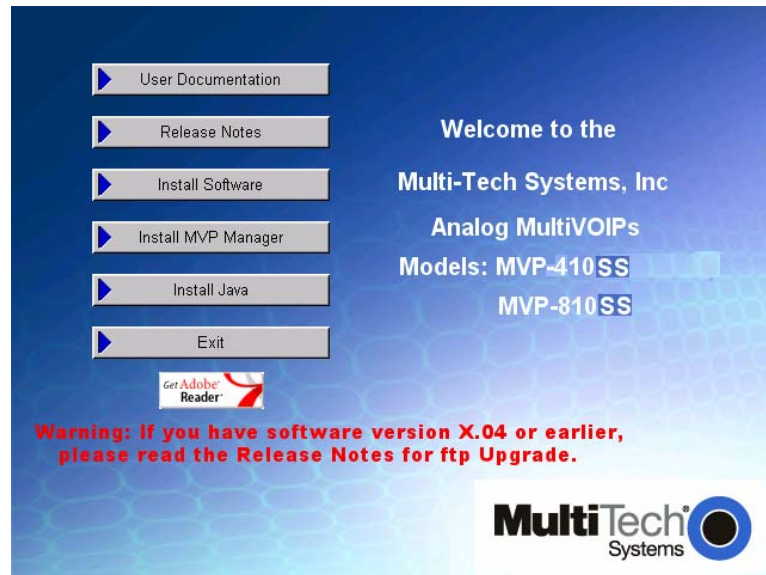 User Documentation
Release Notes
Install Software
Install MVP Manager
Install Java
Exit
Get Adobe®
Reader®
Welcome to the
Multi-Tech Systems, Inc
Analog MultiVOIPs
Models: MVP-410SS
MVP-810SS
Warning: If you have software version X.04 or earlier,
please read the Release Notes for ftp Upgrade.
MultiTech®
Systems